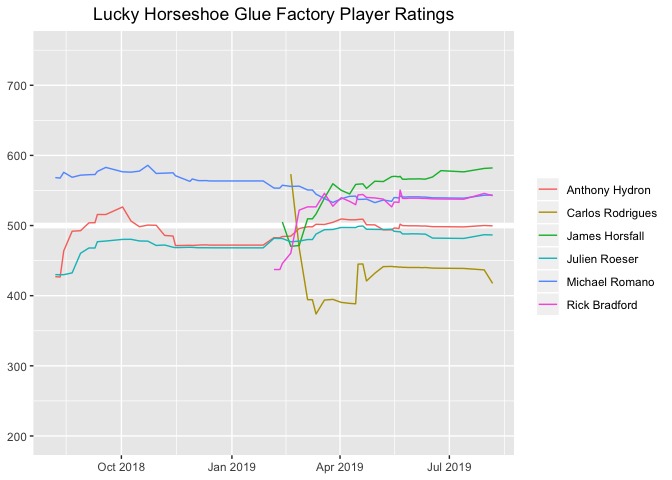 Lucky Horseshoe Glue Factory Player Ratings
700
600
500
400
300
200
Oct 2018
Jan 2019
Apr 2019
Jul 2019
Anthony Hydron
Carlos Rodrigues
James Horsfall
Julien Roeser
Michael Romano
Rick Bradford